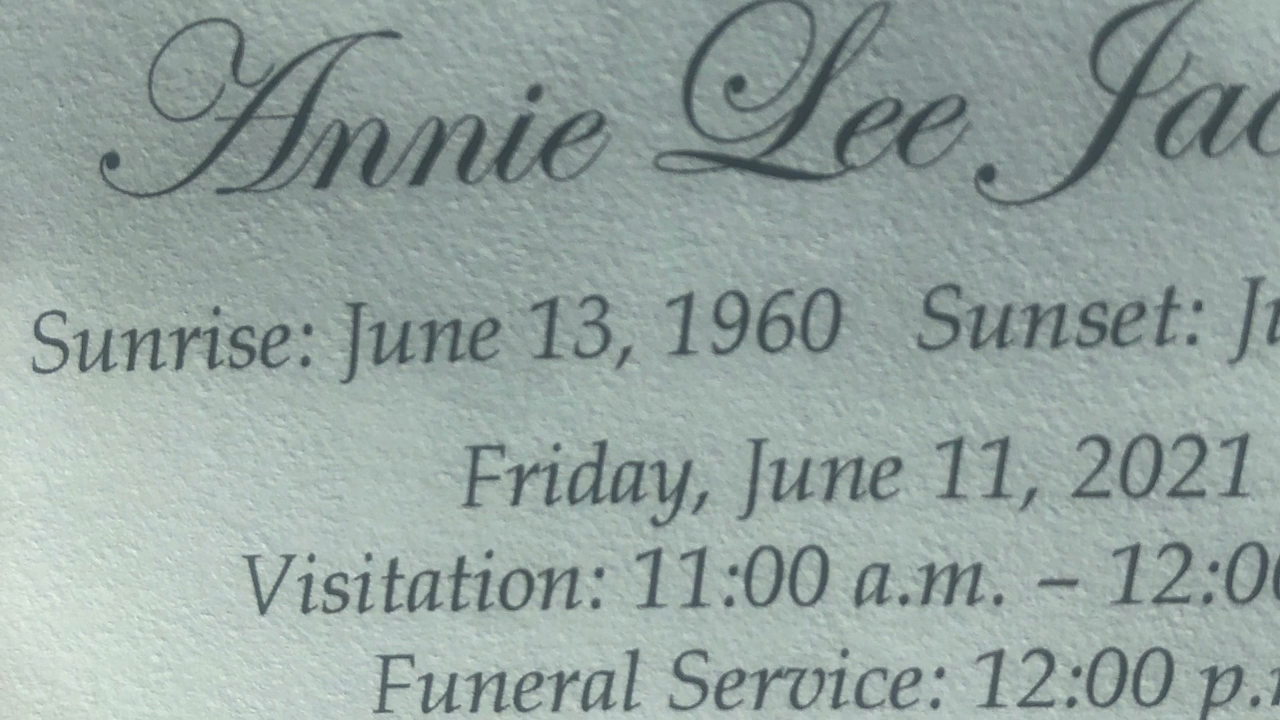 Annie Lee
Sunrise: June 13, 1960 Sunset:
Friday, June 11, 2021
Visitation: 11:00 a.m. –
Funeral Service: 12:00